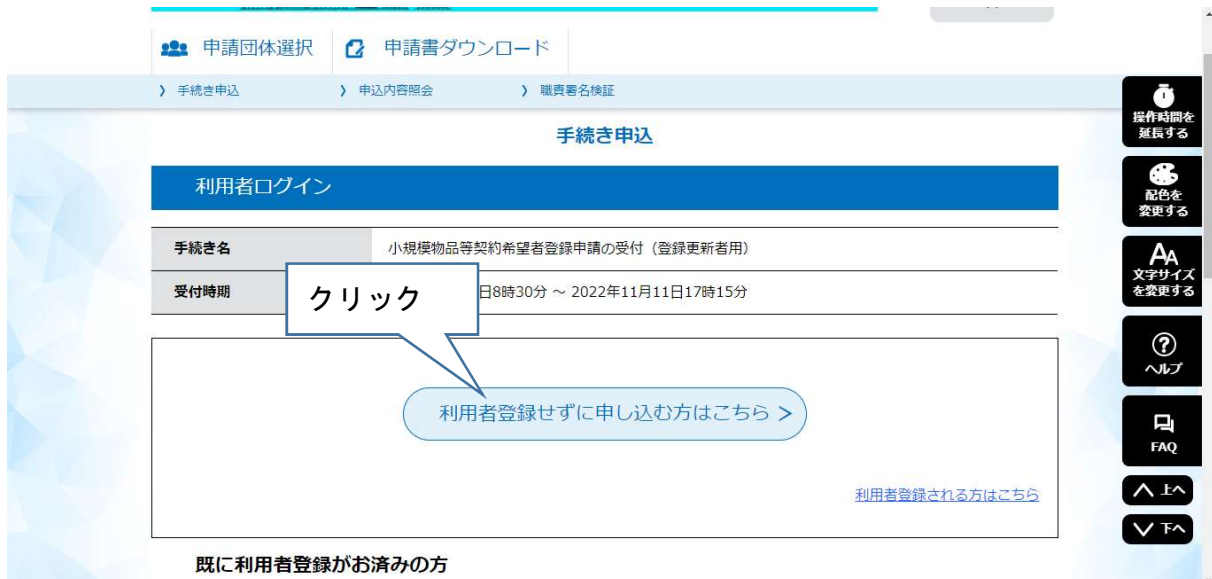 申請団体選択 申請書ダウンロード
手続き申込 申込内容照会 職責署名検証
手続き申込
利用者ログイン
手続き名 小規模物品等契約希望者登録申請の受付（登録更新者用）
受付時期 日8時30分 ～ 2022年11月11日17時15分
クリック
利用者登録せずに申し込む方はこちら
利用者登録される方はこちら
既に利用者登録がお済みの方
操作時間を
延長する
配色を
変更する
文字サイズ
を変更する
ヘルプ
FAQ
上へ
下へ